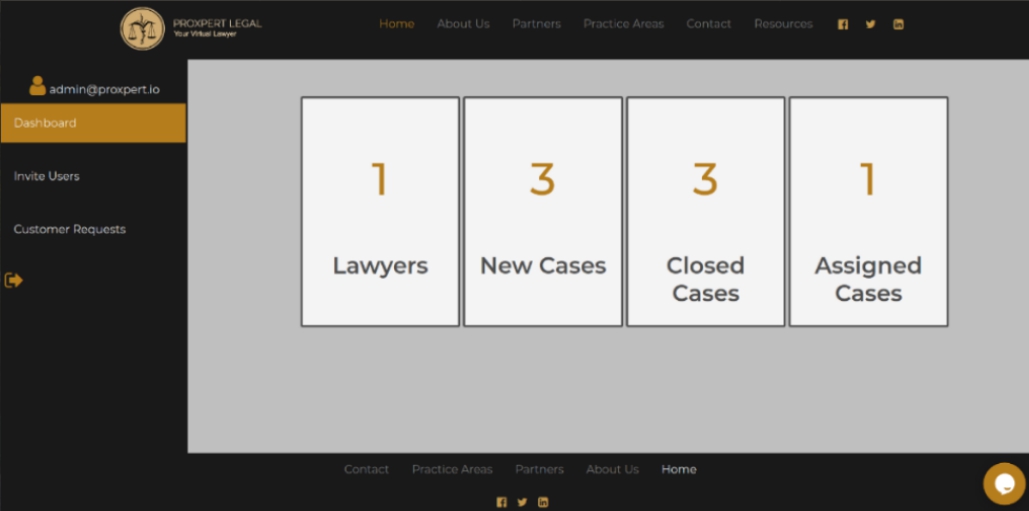 PROXPERT LEGAL
Your Virtual Lawyer
Home About Us Partners Practice Areas Contact Resources
admin@proxpert.io
Dashboard
Invite Users
Customer Requests
1
Lawyers
3
New Cases
3
Closed
Cases
1
Assigned
Cases
Contact Practice Areas Partners About Us Home